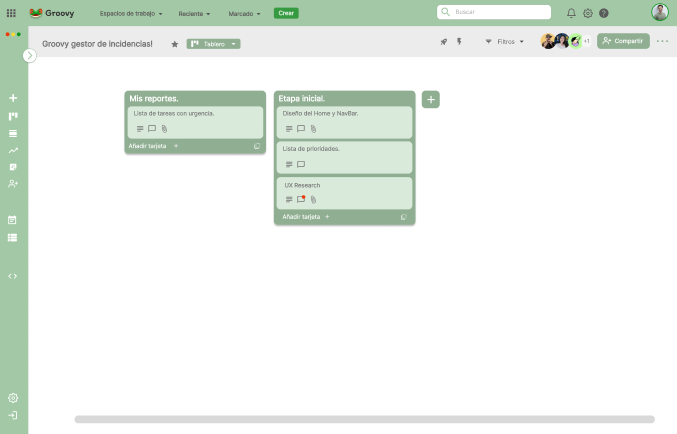 Groovy
Espacios de trabajo
Reciente
Marcado
Crear
Buscar
Groovy gestor de incidencias!
Tablero
Filtros
+1
Compartir
Mis reportes.
Lista de tareas con urgencia.
Añadir tarjeta +
Etapa inicial.
Diseño del Home y NavBar.
Lista de prioridades.
UX Research
Añadir tarjeta +